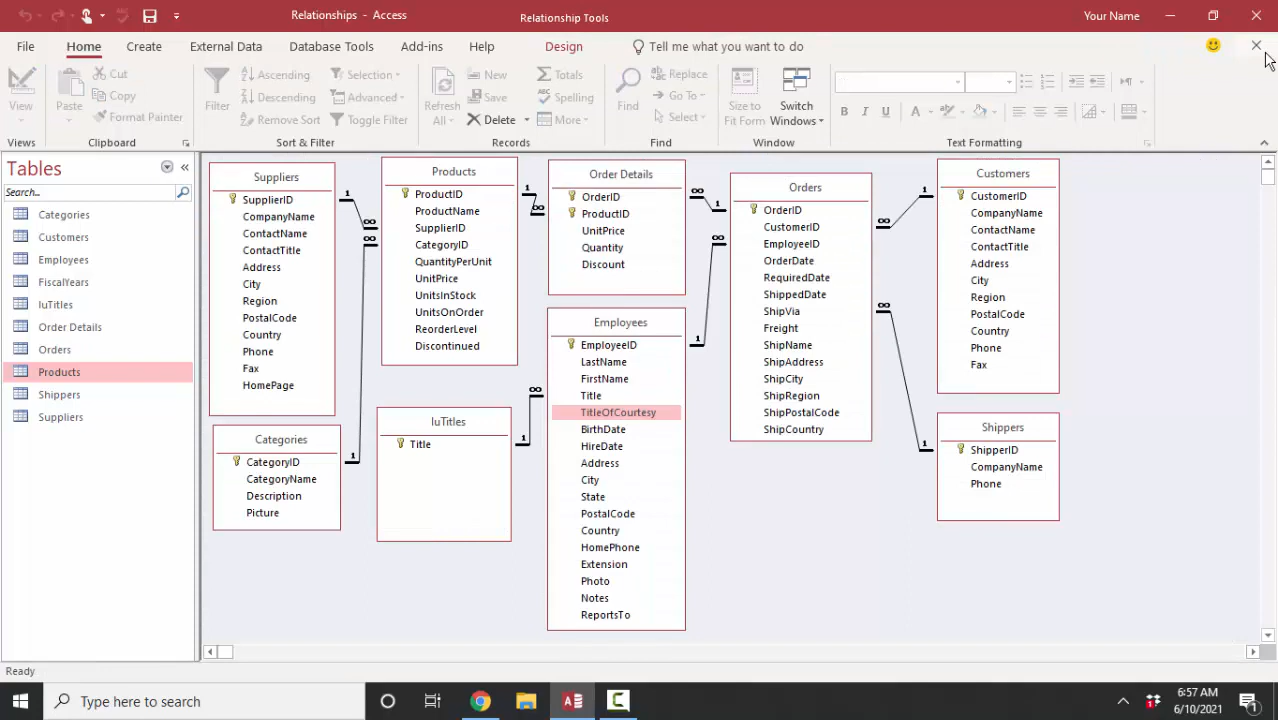 Relationships - Access
Relationship Tools
Your Name
File
Home
Create
External Data
Database Tools
Add-ins
Help
Design
Tell me what you want to do
View
Views
Paste
Cut
Copy
Format Painter
Clipboard
Filter
Ascending
Descending
Remove Sort
Selection
Advanced
Toggle Filter
Sort & Filter
Refresh
All
New
Save
Delete
Totals
Spelling
More
Records
Find
Replace
Go To
Select
Find
Size to
Fit Form
Switch
Windows
Window
B
I
U
A
Text Formatting
Tables
Search...
Categories
Customers
Employees
FiscalYears
luTitles
Order Details
Orders
Products
Shippers
Suppliers
Suppliers
SupplierID
CompanyName
ContactName
ContactTitle
Address
City
Region
PostalCode
Country
Phone
Fax
HomePage
Categories
CategoryID
CategoryName
Description
Picture
Products
ProductID
ProductName
SupplierID
CategoryID
QuantityPerUnit
UnitPrice
UnitsInStock
UnitsOnOrder
ReorderLevel
Discontinued
luTitles
Title
Order Details
OrderID
ProductID
UnitPrice
Quantity
Discount
Employees
EmployeeID
LastName
FirstName
Title
TitleOfCourtesy
BirthDate
HireDate
Address
City
State
PostalCode
Country
HomePhone
Extension
Photo
Notes
ReportsTo
Orders
OrderID
CustomerID
EmployeeID
OrderDate
RequiredDate
ShippedDate
ShipVia
Freight
ShipName
ShipAddress
ShipCity
ShipRegion
ShipPostalCode
ShipCountry
Customers
CustomerID
CompanyName
ContactName
ContactTitle
Address
City
Region
PostalCode
Country
Phone
Fax
Shippers
ShipperID
CompanyName
Phone
1
∞
∞
1
1
∞
∞
1
∞
1
∞
1
∞
1
∞
1
Ready
Type here to search
6:57 AM
6/10/2021
1